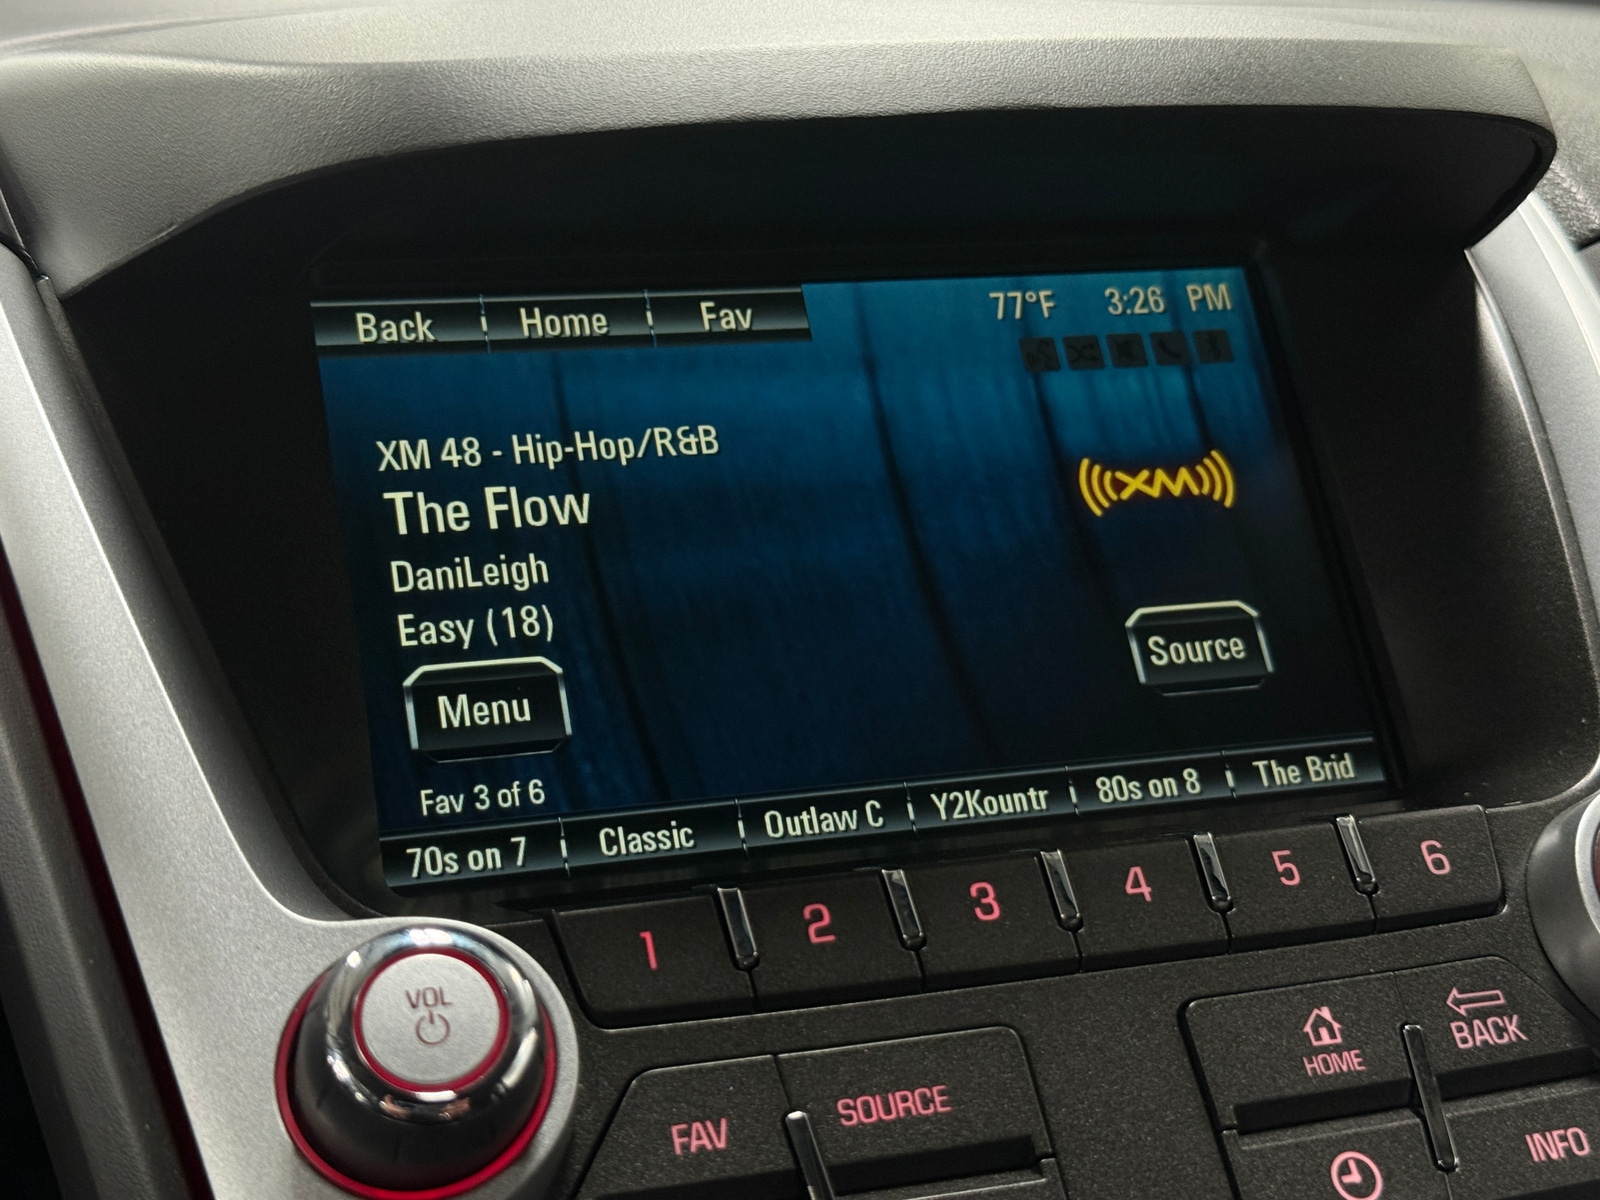 Back Home Fav 77°F 3:26 PM
XM 48 - Hip-Hop/R&B
The Flow
XM
DaniLeigh
Easy (18)
Source
Menu
Fav 3 of 6
70s on 7 Classic Outlaw C Y2Kountr 80s on 8 The Brid
1 2 3 4 5 6
VOL
HOME BACK
FAV SOURCE
INFO